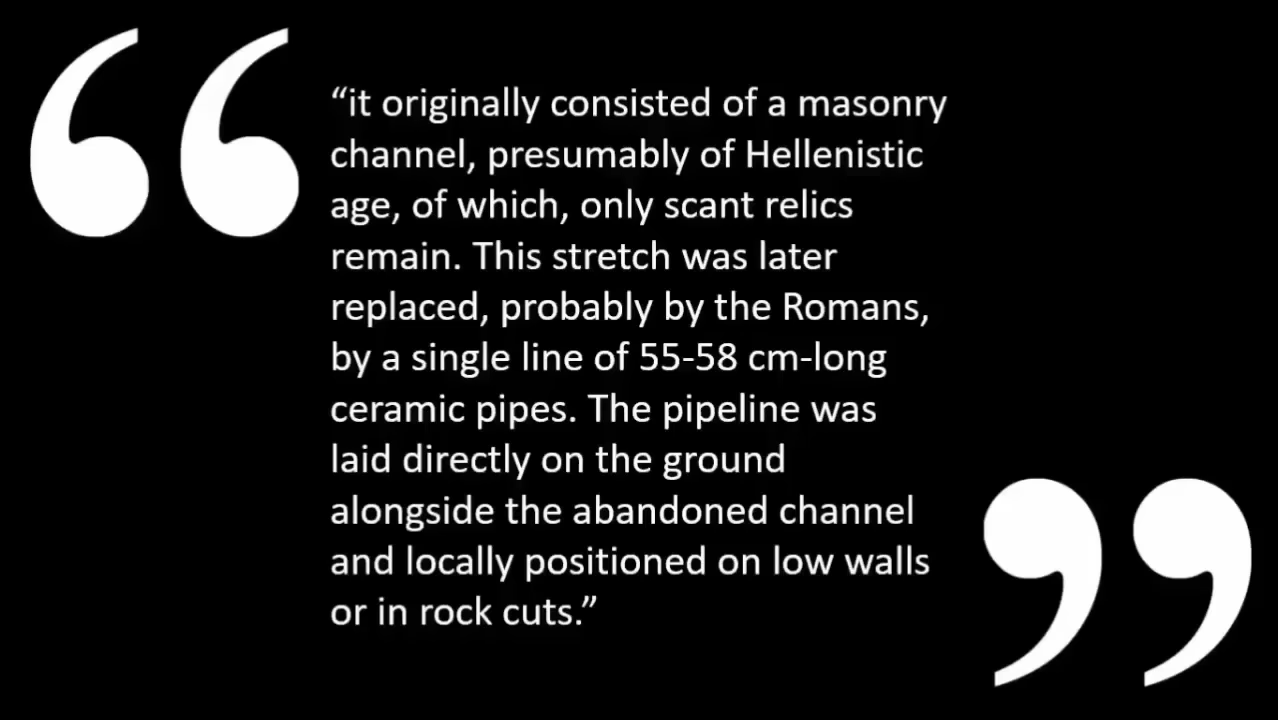 “it originally consisted of a masonry
channel, presumably of Hellenistic
age, of which, only scant relics
remain. This stretch was later
replaced, probably by the Romans,
by a single line of 55-58 cm-long
ceramic pipes. The pipeline was
laid directly on the ground
alongside the abandoned channel
and locally positioned on low walls
or in rock cuts.”